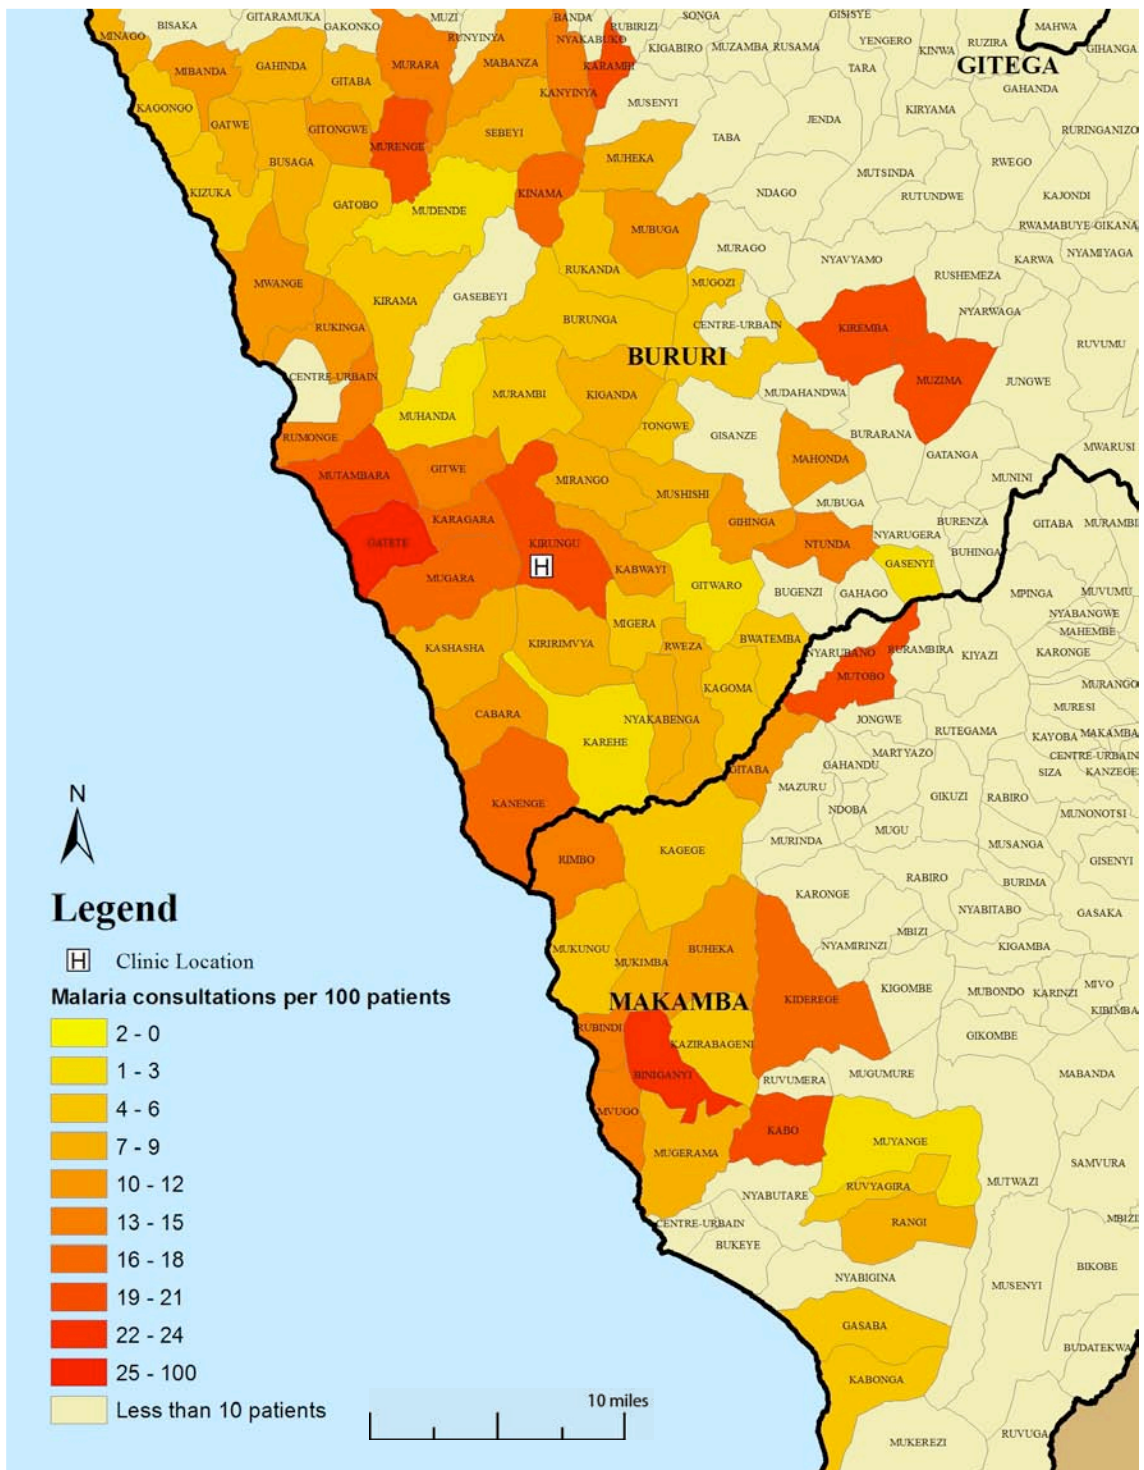 BISAKA
GITARAMUKA
GAKONKO
MUZI
BANDA
RUBIRIZI
SONGA
GISISYE
MAHWA
MINAGO
RUNYINYA
NYAKABUKO
KIGABIRO
MUZAMBA
RUSAMA
YENGERO
KINWA
RUZIRA
GIHANGA
MIBANDA
GAHINDA
GITABA
MURARA
MABANZA
KARAMBI
TARA
GITEGA
GAHANDA
KAGONGO
KANYINYA
MUSENYI
KIRYAMA
GATWE
GITONGWE
MURENGE
SEBEYI
TABA
JENDA
RURINGANIZO
BUSAGA
MUHEKA
MUTSINDA
RWEGO
KIZUKA
GATOBO
MUDENDE
KINAMA
NDAGO
RUTUNDWE
KAJONDI
MUBUGA
RWAMABUYE-GIKANA
MURAGO
NYAVYAMO
KARWA
NYAMIYAGA
MWANGE
KIRAMA
GASEBEYI
RUKANDA
MUGOZI
RUSHEMEZA
RUKINGA
BURUNGA
CENTRE-URBAIN
KIREMBA
NYARWAGA
BURURI
RUVUMU
CENTRE-URBAIN
MUZIMA
JUNGWE
MUHANDA
MURAMBI
KIGANDA
MUDAHANDWA
TONGWE
GISANZE
BURARANA
RUMONGE
MWARUSI
GATANGA
MUTAMBARA
GITWE
MIRANGO
MUSHISHI
MAHONDA
MUNINI
MUBUGA
KARAGARA
GIHINGA
BURENZA
GITABA
MURAMBI
GATETE
KIRUNGU
NTUNDA
NYARUGERA
BUHINGA
H
MUGARA
KABWAYI
GITWARO
GASENYI
BUGENZI
GAHAGO
MPINGA
MUVUMU
NYABANGWE
MIGERA
MAHEMBE
KASHASHA
KIRIRIMVYA
RWEZA
BWATEMBA
NYARUBANO
RURAMBIRA
KIYAZI
KARONGE
MUTOBO
KAGOMA
MURANGO
MURESI
CABARA
NYAKABENGA
JONGWE
RUTEGAMA
KAYOBA
MAKAMBA
KAREHE
MARTYAZO
CENTRE-URBAIN
GITABA
GAHANDU
SIZA
KANZEGE
MAZURU
N
KANENGE
NDOBA
GIKUZI
RABIRO
MUNONOTSI
MUGU
MURINDA
MUSANGA
RIMBO
KAGEGE
GISENYI
RABIRO
BURIMA
KARONGE
NYABITABO
GASAKA
MBIZI
MUKUNGU
BUHEKA
NYAMIRINZI
KIGAMBA
MUKIMBA
Legend
Clinic Location
Malaria consultations per 100 patients
2 - 0
1 - 3
4 - 6
7 - 9
10 - 12
13 - 15
16 - 18
19 - 21
22 - 24
25 - 100
Less than 10 patients
H
KIGOMBE
MIVO
MAKAMBA
KIDEREGE
MUBONDO
KARINZI
KIBIMBA
RUBINDI
GIKOMBE
KAZIRABAGENI
BINIGANYI
RUVUMERA
MUGUMURE
MABANDA
MVUGO
KABO
MUYANGE
MUGERAMA
SAMVURA
MUTWAZI
RUVYAGIRA
NYABUTARE
RANGI
MBIZI
CENTRE-URBAIN
BUKEYE
BIKOBE
NYABIGINA
MUSENYI
GASABA
BUDATEKWA
KABONGA
10 miles
RUVUGA
MUKEREZI